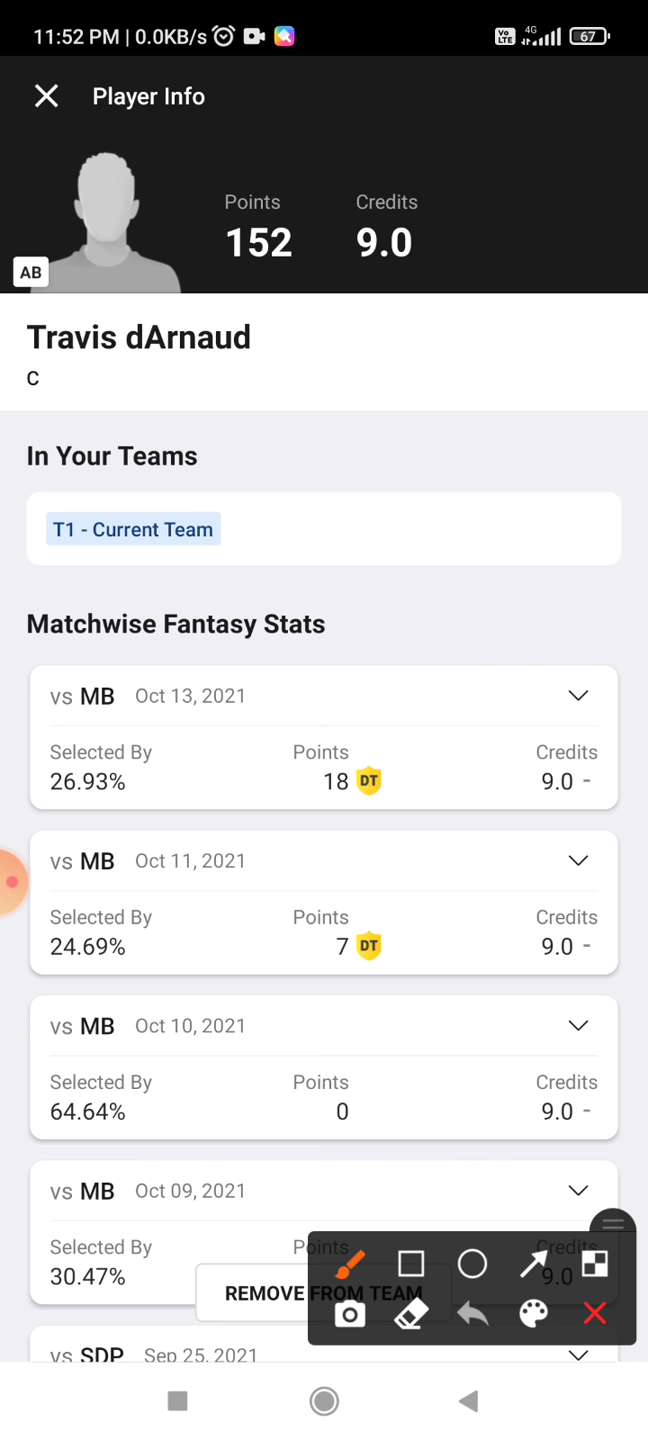 11:52 PM | 0.0KB/s
Vo LTE 4G 67
Player Info
Points Credits
152 9.0
AB
Travis dArnaud
C
In Your Teams
T1 - Current Team
Matchwise Fantasy Stats
vs MB Oct 13, 2021
Selected By Points Credits
26.93% 18 DT 9.0 -
vs MB Oct 11, 2021
Selected By Points Credits
24.69% 7 DT 9.0 -
vs MB Oct 10, 2021
Selected By Points Credits
64.64% 0 9.0 -
vs MB Oct 09, 2021
Selected By Points Credits
30.47% 9.0
REMOVE FROM TEAM
vs SDP Sep 25, 2021